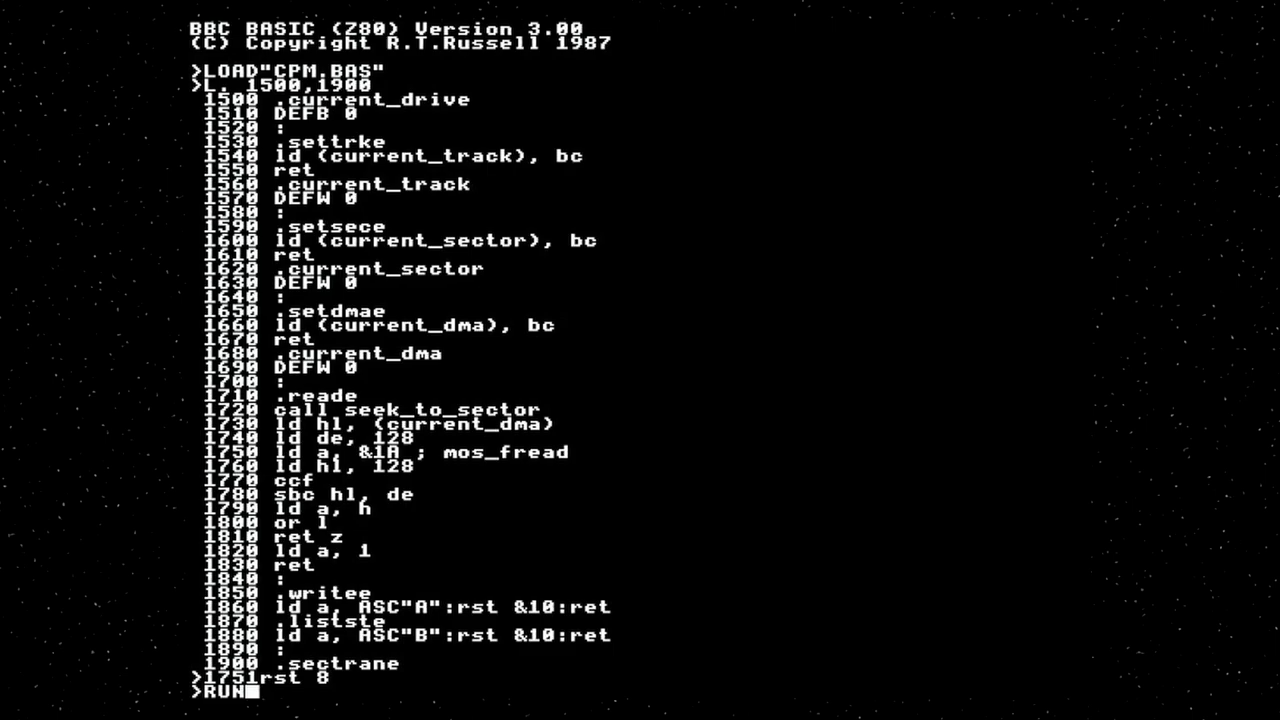 BBC BASIC (Z80) Version 3.00
(C) Copyright R.T.Russell 1987
>LOAD"CPM.BAS"
>L. 1500,1900
1500 .current_drive
1510 DEFB 0
1520 :
1530 .settrke
1540 ld (current_track), bc
1550 ret
1560 .current_track
1570 DEFW 0
1580 :
1590 .setsece
1600 ld (current_sector), bc
1610 ret
1620 .current_sector
1630 DEFW 0
1640 :
1650 .setdmae
1660 ld (current_dma), bc
1670 ret
1680 .current_dma
1690 DEFW 0
1700 :
1710 .reade
1720 call seek_to_sector
1730 ld hl, (current_dma)
1740 ld de, 128
1750 ld a, &1A ; mos_fread
1760 ld hl, 128
1770 ccf
1780 sbc hl, de
1790 ld a, h
1800 or l
1810 ret z
1820 ld a, 1
1830 ret
1840 :
1850 .writee
1860 ld a, ASC"A":rst &10:ret
1870 .listste
1880 ld a, ASC"B":rst &10:ret
1890 :
1900 .sectrane
>1751rst 8
>RUN